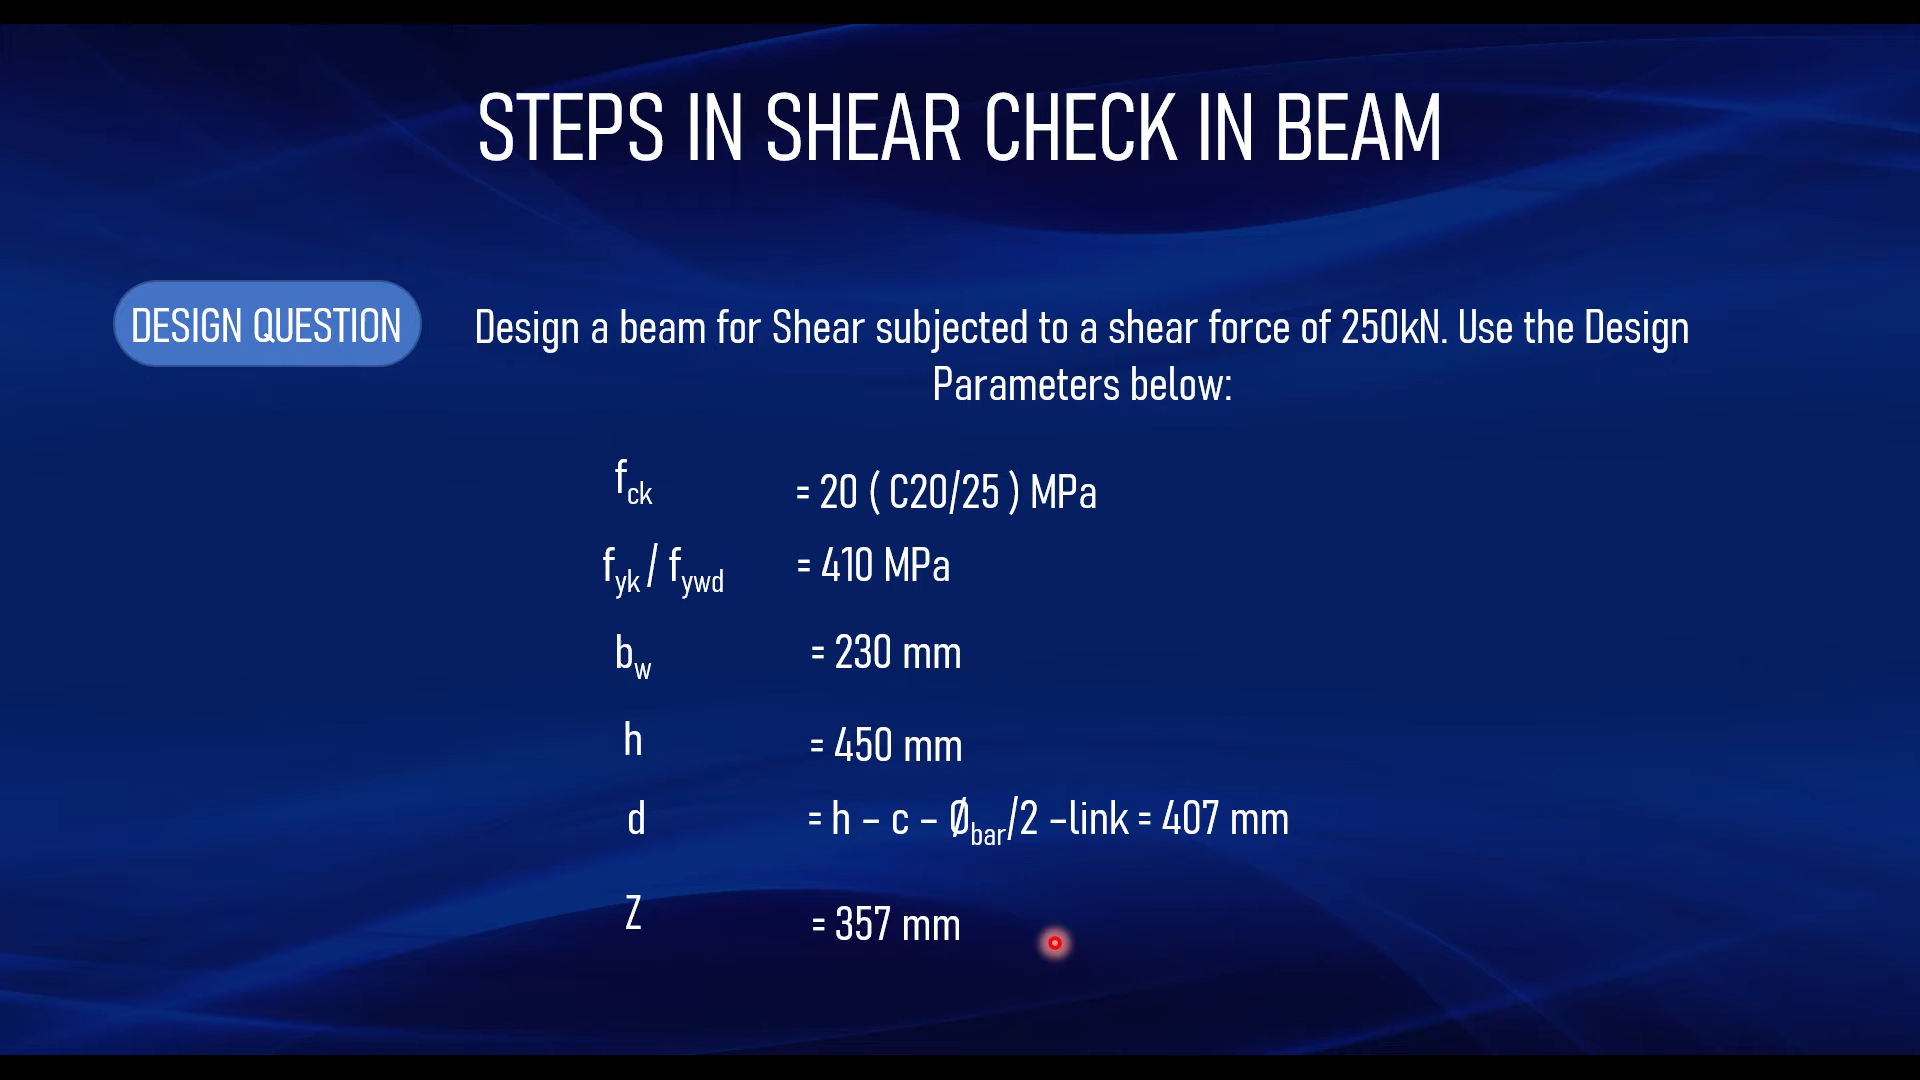 STEPS IN SHEAR CHECK IN BEAM
DESIGN QUESTION
Design a beam for Shear subjected to a shear force of 250kN. Use the Design
Parameters below:
fck = 20 ( C20/25 ) MPa
fyk / fywd = 410 MPa
bw = 230 mm
h = 450 mm
d = h – c – Øbar/2 –link = 407 mm
Z = 357 mm